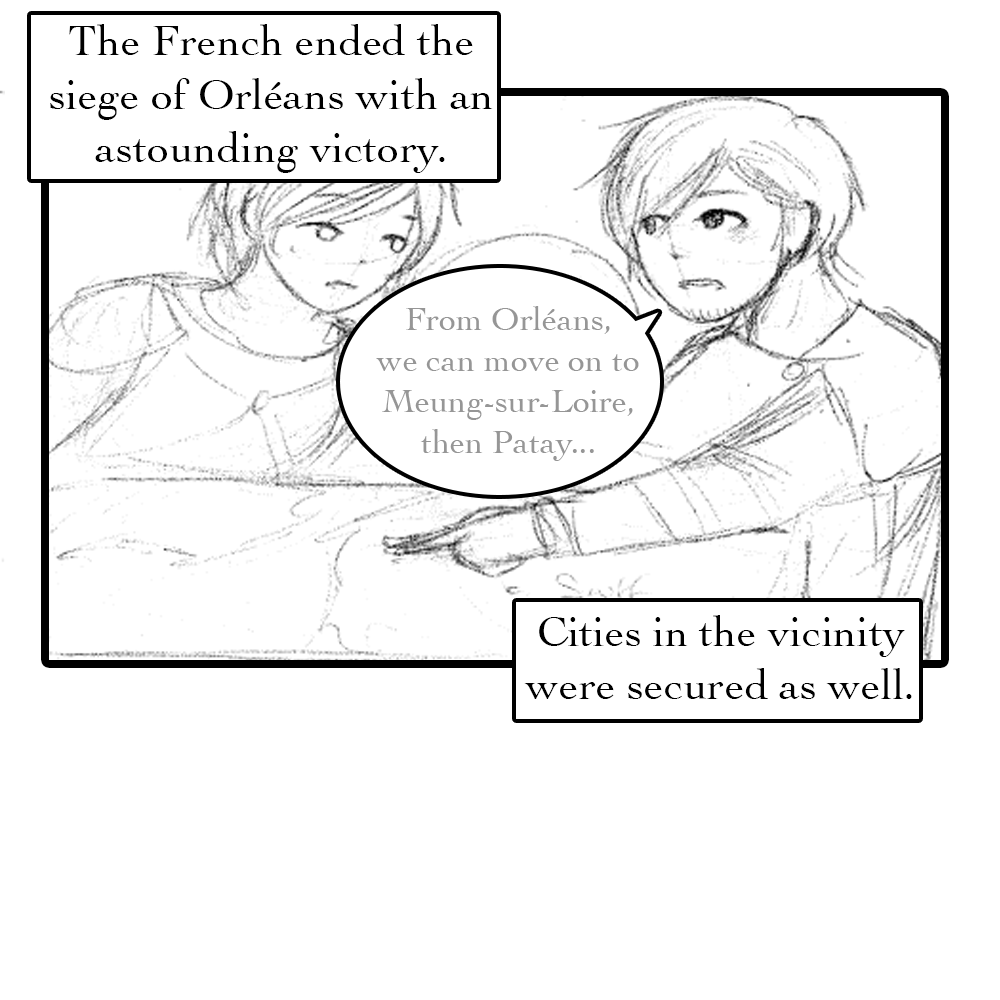 The French ended the
siege of Orléans with an
astounding victory.
From Orléans,
we can move on to
Meung-sur-Loire,
then Patay...
Cities in the vicinity
were secured as well.